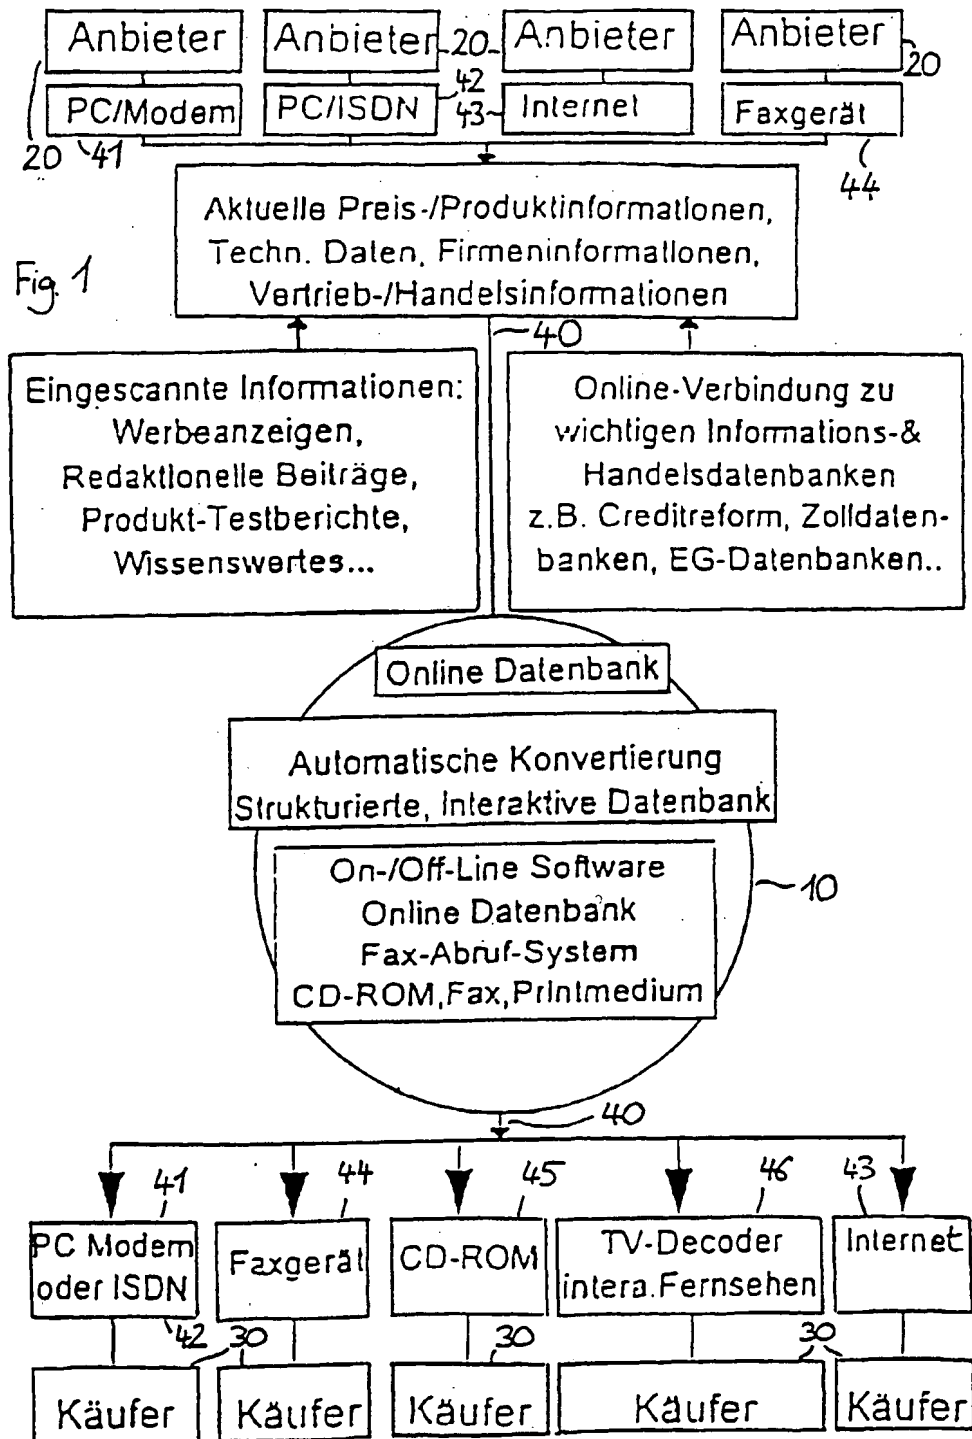 Anbieter Anbieter 20 Anbieter Anbieter
20
42
PC/Modem PC/ISDN 43 Internet Faxgerät
20 41 44
Aktuelle Preis-/Produktinformationen,
Techn. Daten, Firmeninformationen,
Vertrieb-/Handelsinformationen
Fig. 1
40
Eingescannte Informationen:
Werbeanzeigen,
Redaktionelle Beiträge,
Produkt-Testberichte,
Wissenswertes...
Online-Verbindung zu
wichtigen Informations-&
Handelsdatenbanken
z.B. Creditreform, Zolldaten-
banken, EG-Datenbanken..
Online Datenbank
Automatische Konvertierung
Strukturierte, Interaktive Datenbank
On-/Off-Line Software
Online Datenbank
Fax-Abruf-System
CD-ROM,Fax,Printmedium
10
40
41 44 45 46 43
PC Modem
oder ISDN
Faxgerät
CD-ROM
TV-Decoder
intera.Fernsehen
Internet
42 30 30 30
Käufer Käufer Käufer Käufer Käufer